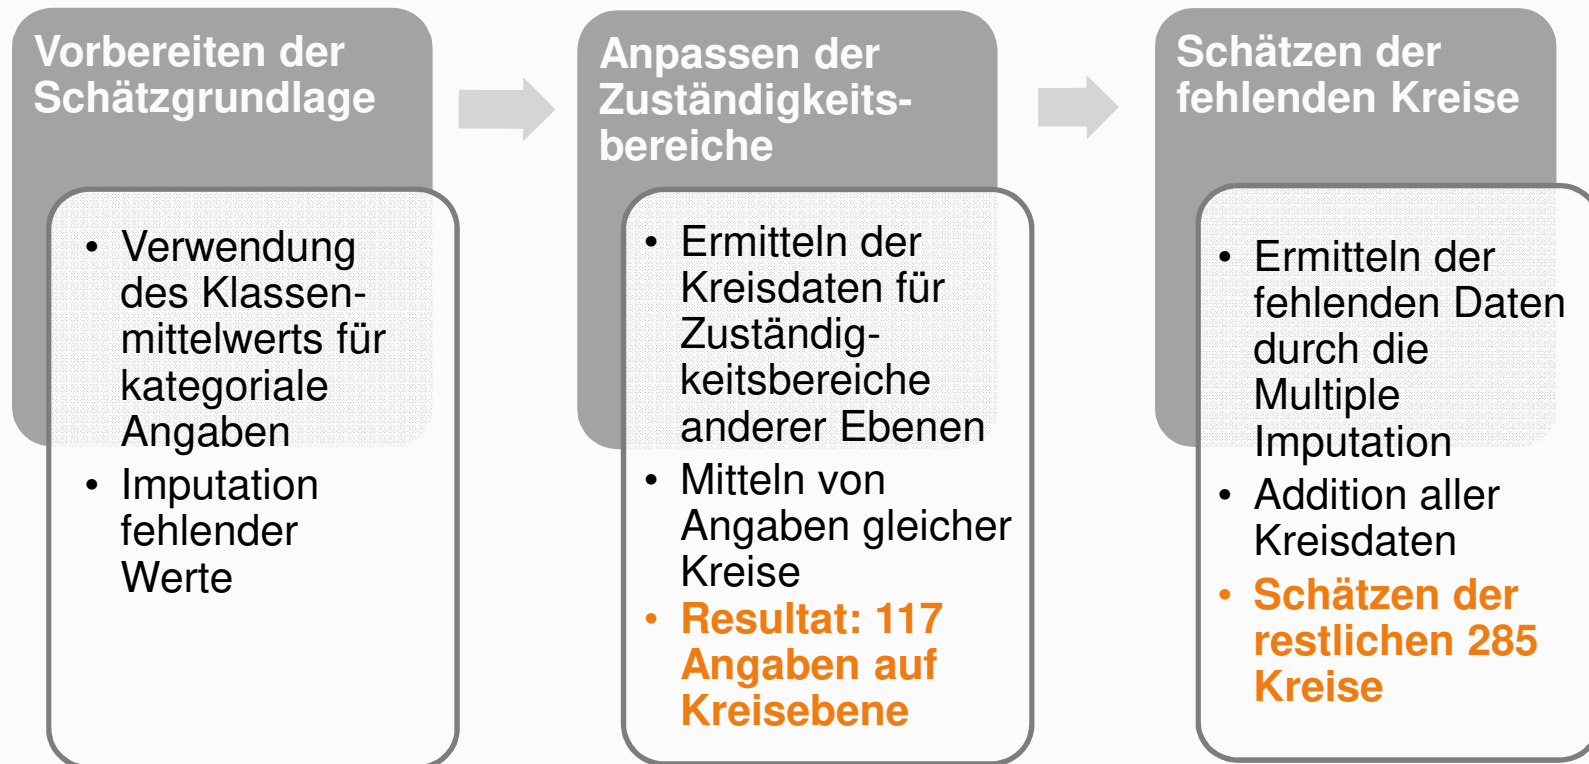 Vorbereiten der
Schätzgrundlage
• Verwendung
des Klassen-
mittelwerts für
kategoriale
Angaben
• Imputation
fehlender
Werte
Anpassen der
Zuständigkeits-
bereiche
• Ermitteln der
Kreisdaten für
Zuständig-
keitsbereiche
anderer Ebenen
• Mitteln von
Angaben gleicher
Kreise
• Resultat: 117
Angaben auf
Kreisebene
Schätzen der
fehlenden Kreise
• Ermitteln der
fehlenden Daten
durch die
Multiple
Imputation
• Addition aller
Kreisdaten
• Schätzen der
restlichen 285
Kreise